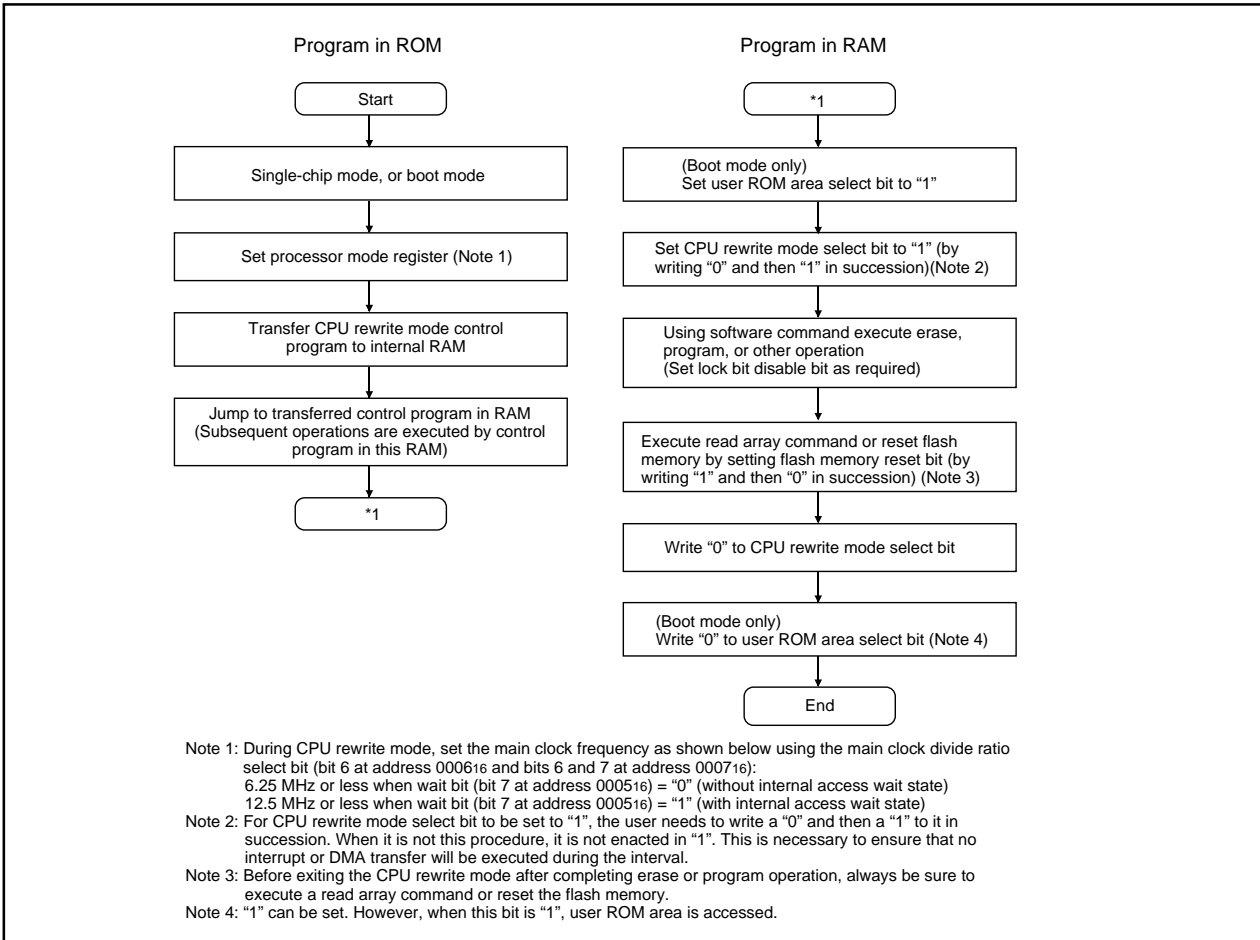 Program in ROM
Start
Single-chip mode, or boot mode
Set processor mode register (Note 1)
Transfer CPU rewrite mode control
program to internal RAM
Jump to transferred control program in RAM
(Subsequent operations are executed by control
program in this RAM)
*1
Program in RAM
*1
(Boot mode only)
Set user ROM area select bit to “1”
Set CPU rewrite mode select bit to “1” (by
writing “0” and then “1” in succession)(Note 2)
Using software command execute erase,
program, or other operation
(Set lock bit disable bit as required)
Execute read array command or reset flash
memory by setting flash memory reset bit (by
writing “1” and then “0” in succession) (Note 3)
Write “0” to CPU rewrite mode select bit
(Boot mode only)
Write “0” to user ROM area select bit (Note 4)
End
Note 1: During CPU rewrite mode, set the main clock frequency as shown below using the main clock divide ratio
select bit (bit 6 at address 000616 and bits 6 and 7 at address 000716):
6.25 MHz or less when wait bit (bit 7 at address 000516) = “0” (without internal access wait state)
12.5 MHz or less when wait bit (bit 7 at address 000516) = “1” (with internal access wait state)
Note 2: For CPU rewrite mode select bit to be set to “1”, the user needs to write a “0” and then a “1” to it in
succession. When it is not this procedure, it is not enacted in “1”. This is necessary to ensure that no
interrupt or DMA transfer will be executed during the interval.
Note 3: Before exiting the CPU rewrite mode after completing erase or program operation, always be sure to
execute a read array command or reset the flash memory.
Note 4: “1” can be set. However, when this bit is “1”, user ROM area is accessed.